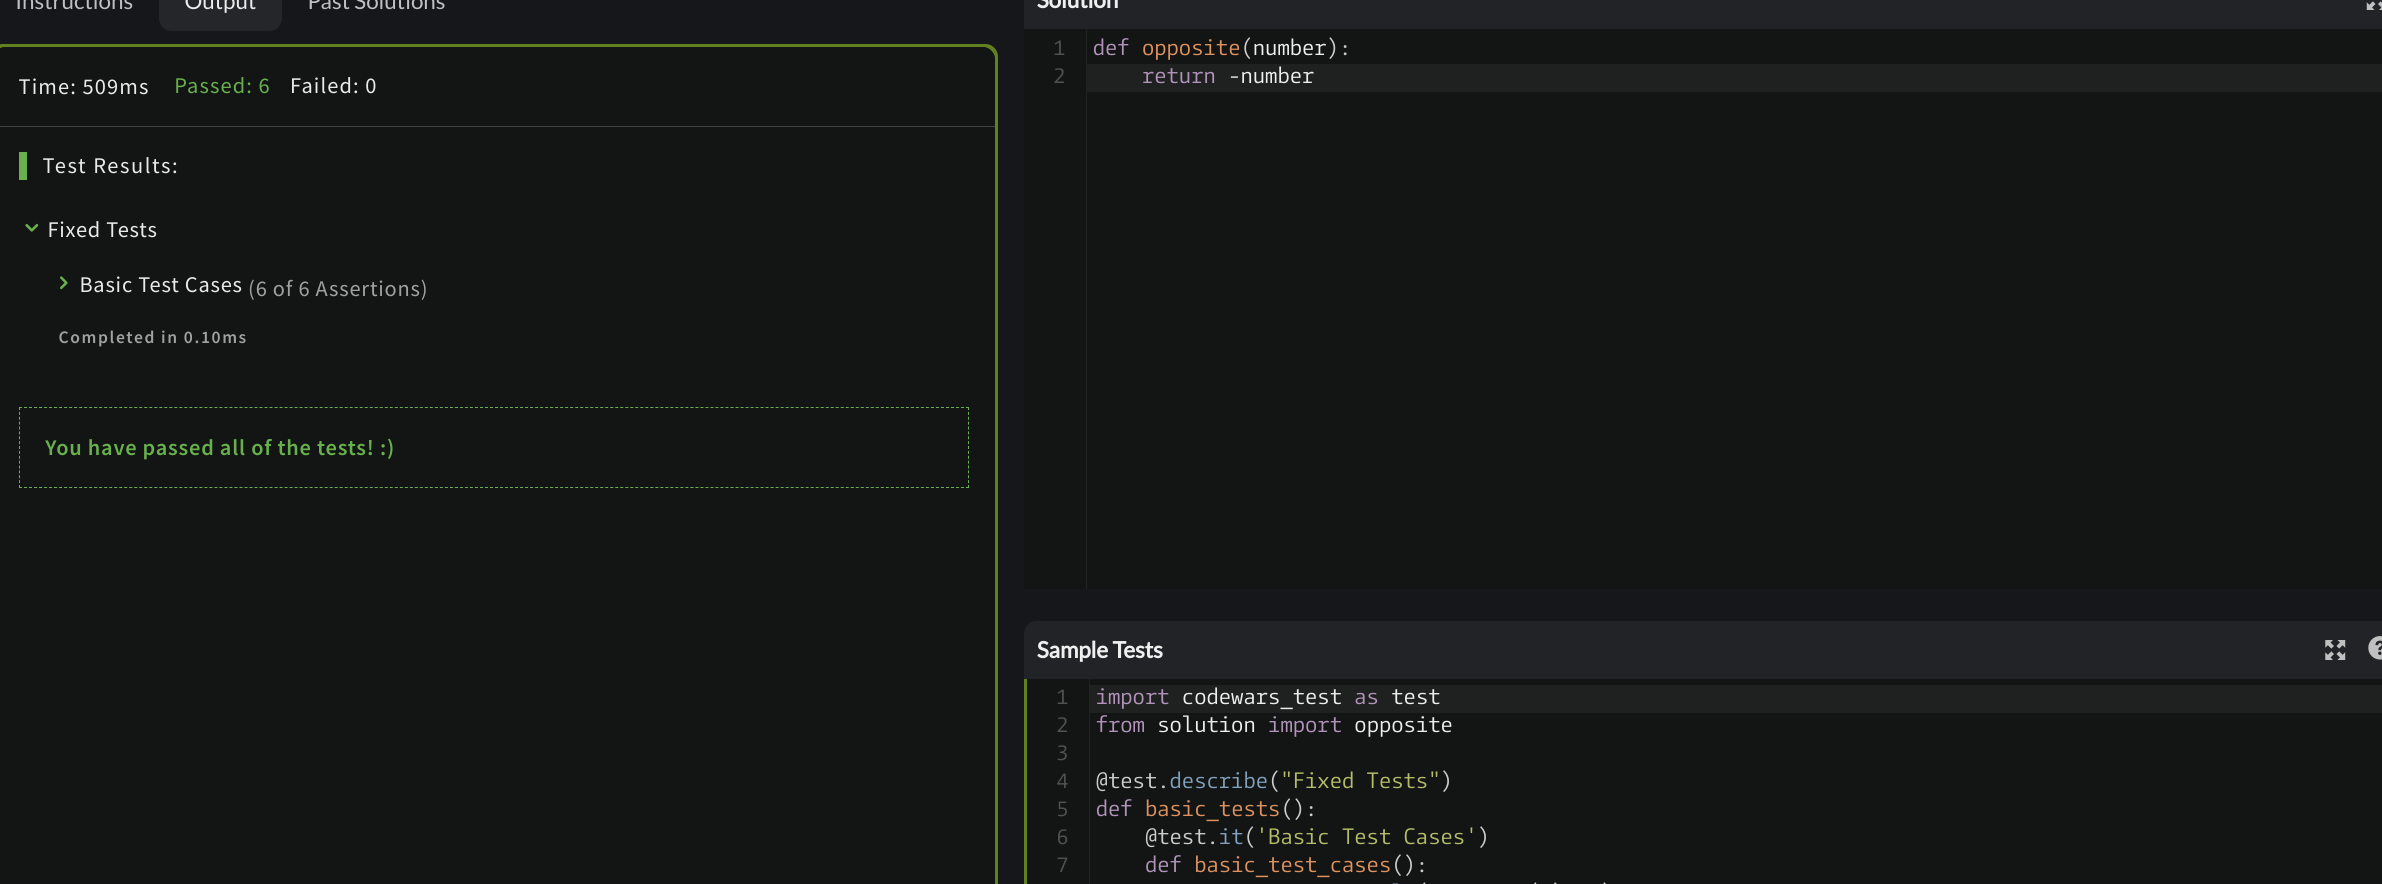 Instructions Output Past Solutions
Time: 509ms Passed: 6 Failed: 0
Test Results:
Fixed Tests
Basic Test Cases (6 of 6 Assertions)
Completed in 0.10ms
You have passed all of the tests! :)
Solution
1 def opposite(number):
2     return -number
Sample Tests
1 import codewars_test as test
2 from solution import opposite
3
4 @test.describe("Fixed Tests")
5 def basic_tests():
6     @test.it('Basic Test Cases')
7     def basic_test_cases():